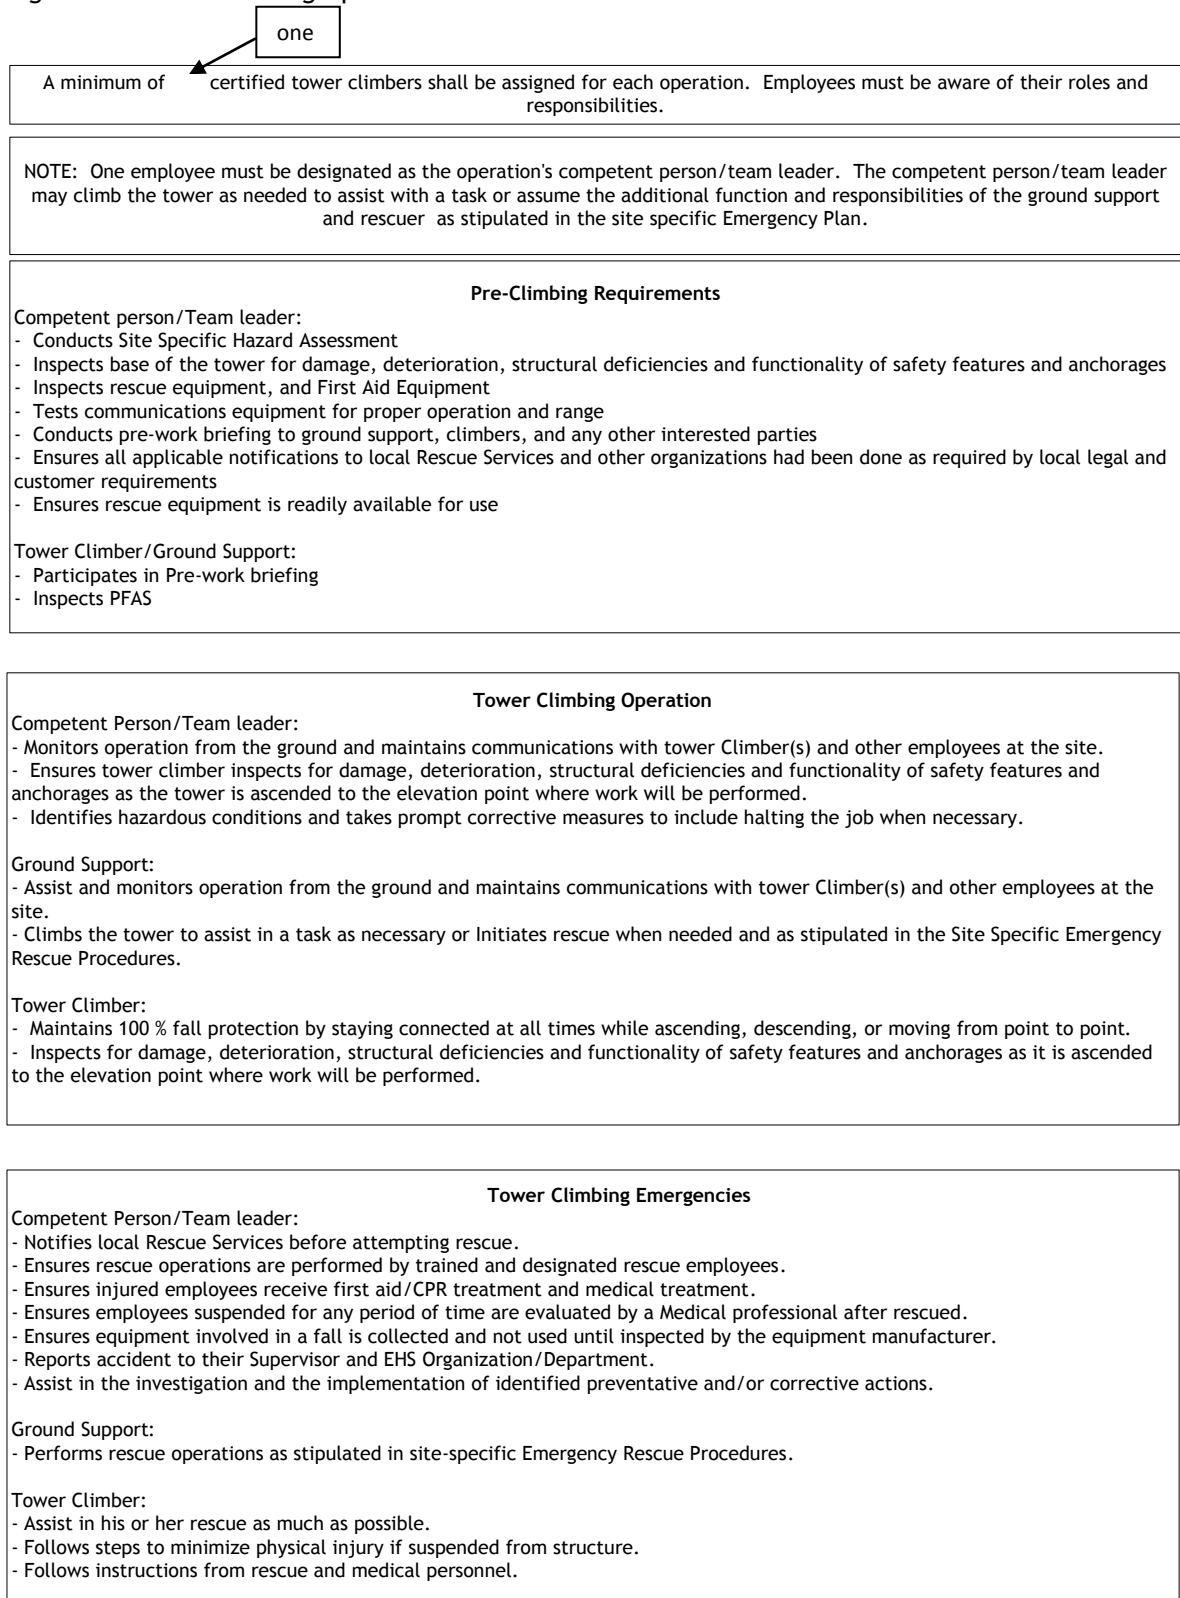 one
A minimum of certified tower climbers shall be assigned for each operation. Employees must be aware of their roles and
responsibilities.
NOTE: One employee must be designated as the operation's competent person/team leader. The competent person/team leader
may climb the tower as needed to assist with a task or assume the additional function and responsibilities of the ground support
and rescuer as stipulated in the site specific Emergency Plan.
Pre-Climbing Requirements
Competent person/Team leader:
- Conducts Site Specific Hazard Assessment
- Inspects base of the tower for damage, deterioration, structural deficiencies and functionality of safety features and anchorages
- Inspects rescue equipment, and First Aid Equipment
- Tests communications equipment for proper operation and range
- Conducts pre-work briefing to ground support, climbers, and any other interested parties
- Ensures all applicable notifications to local Rescue Services and other organizations had been done as required by local legal and
customer requirements
- Ensures rescue equipment is readily available for use
Tower Climber/Ground Support:
- Participates in Pre-work briefing
- Inspects PFAS
Tower Climbing Operation
Competent Person/Team leader:
- Monitors operation from the ground and maintains communications with tower Climber(s) and other employees at the site.
- Ensures tower climber inspects for damage, deterioration, structural deficiencies and functionality of safety features and
anchorages as the tower is ascended to the elevation point where work will be performed.
- Identifies hazardous conditions and takes prompt corrective measures to include halting the job when necessary.
Ground Support:
- Assist and monitors operation from the ground and maintains communications with tower Climber(s) and other employees at the
site.
- Climbs the tower to assist in a task as necessary or Initiates rescue when needed and as stipulated in the Site Specific Emergency
Rescue Procedures.
Tower Climber:
- Maintains 100 % fall protection by staying connected at all times while ascending, descending, or moving from point to point.
- Inspects for damage, deterioration, structural deficiencies and functionality of safety features and anchorages as it is ascended
to the elevation point where work will be performed.
Tower Climbing Emergencies
Competent Person/Team leader:
- Notifies local Rescue Services before attempting rescue.
- Ensures rescue operations are performed by trained and designated rescue employees.
- Ensures injured employees receive first aid/CPR treatment and medical treatment.
- Ensures employees suspended for any period of time are evaluated by a Medical professional after rescued.
- Ensures equipment involved in a fall is collected and not used until inspected by the equipment manufacturer.
- Reports accident to their Supervisor and EHS Organization/Department.
- Assist in the investigation and the implementation of identified preventative and/or corrective actions.
Ground Support:
- Performs rescue operations as stipulated in site-specific Emergency Rescue Procedures.
Tower Climber:
- Assist in his or her rescue as much as possible.
- Follows steps to minimize physical injury if suspended from structure.
- Follows instructions from rescue and medical personnel.